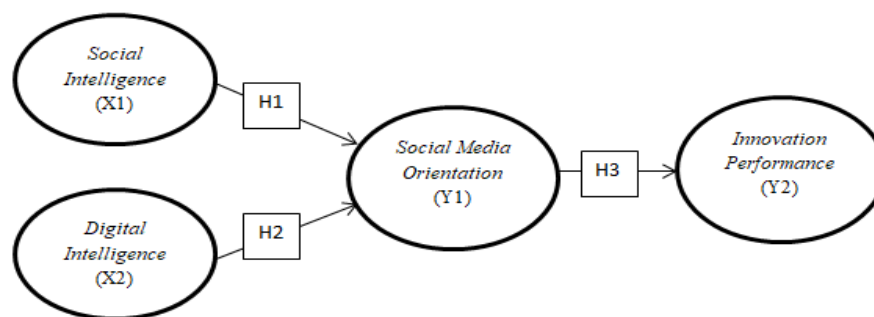 Social
Intelligence
(X1)
H1
Social Media
Orientation
(Y1)
H3
Innovation
Performance
(Y2)
Digital
Intelligence
(X2)
H2